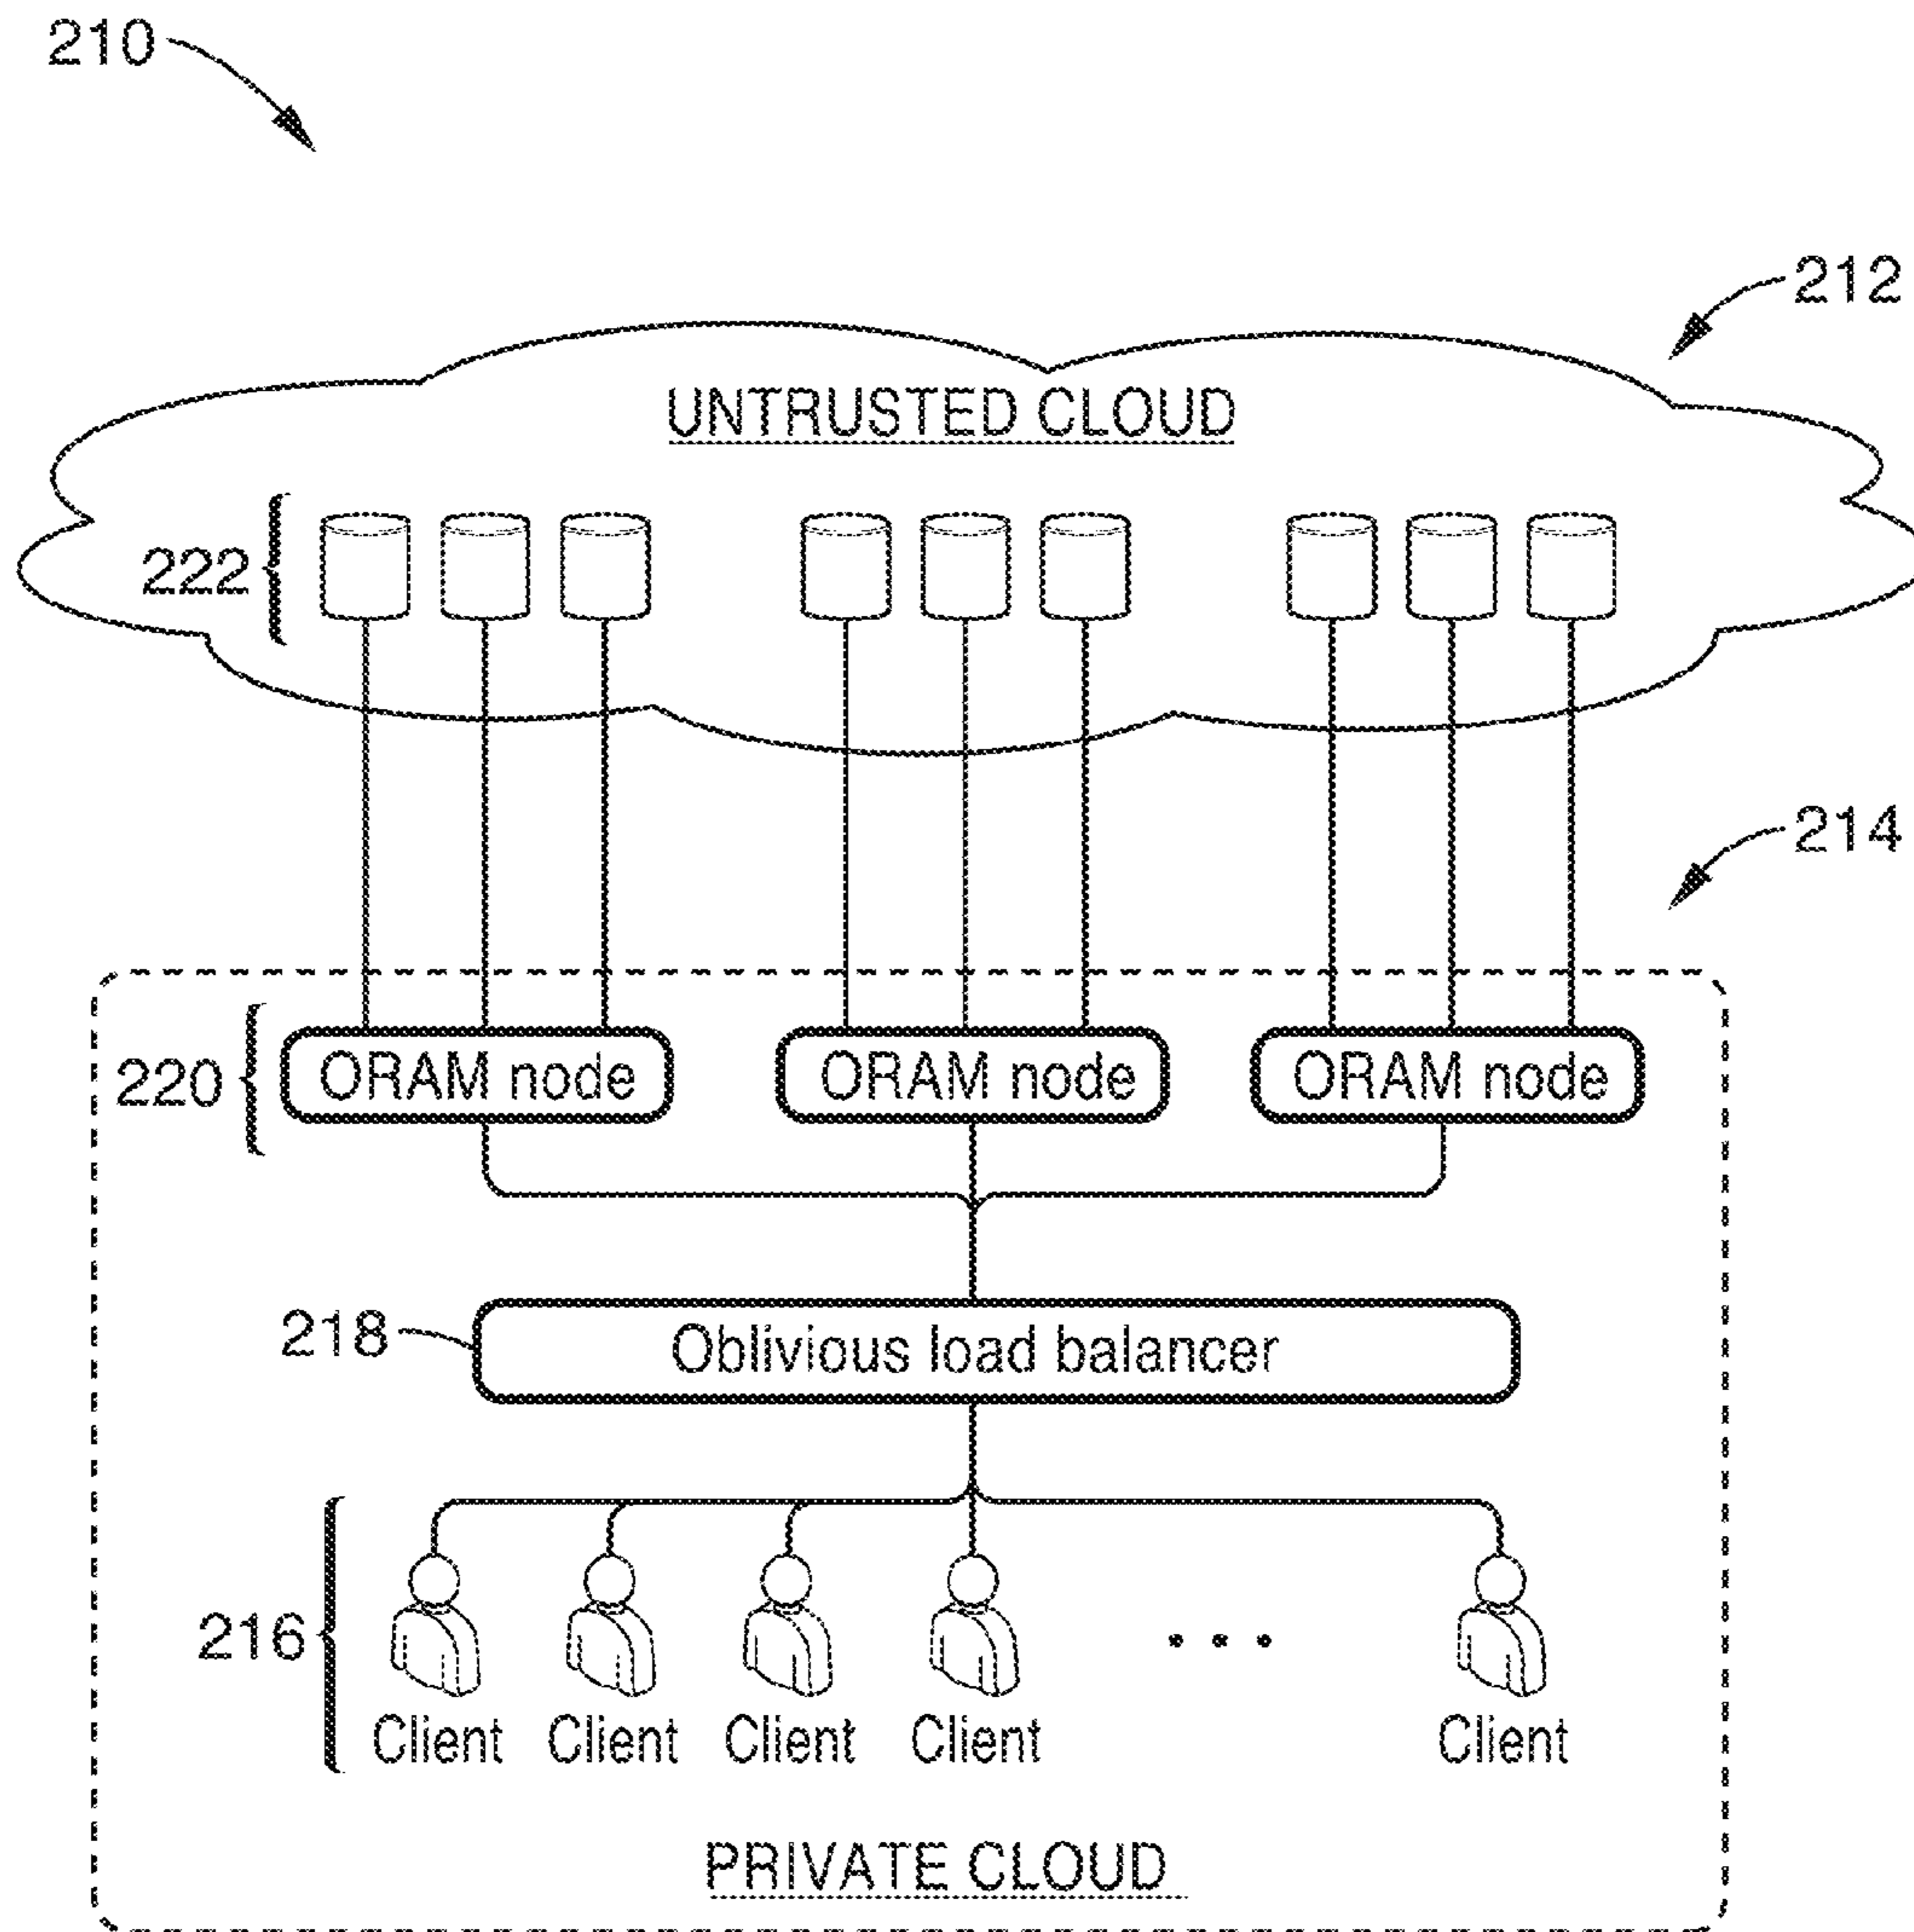 210
212
UNTRUSTED CLOUD
222
214
220
ORAM node ORAM node ORAM node
218
Oblivious load balancer
216
Client Client Client Client ... Client
PRIVATE CLOUD